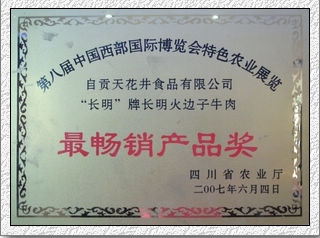 第八届中国西部国际博览会特色农业展览
自贡天花井食品有限公司
“长明”牌长明火边子牛肉
最畅销产品奖
四川省农业厅
二00七年六月四日